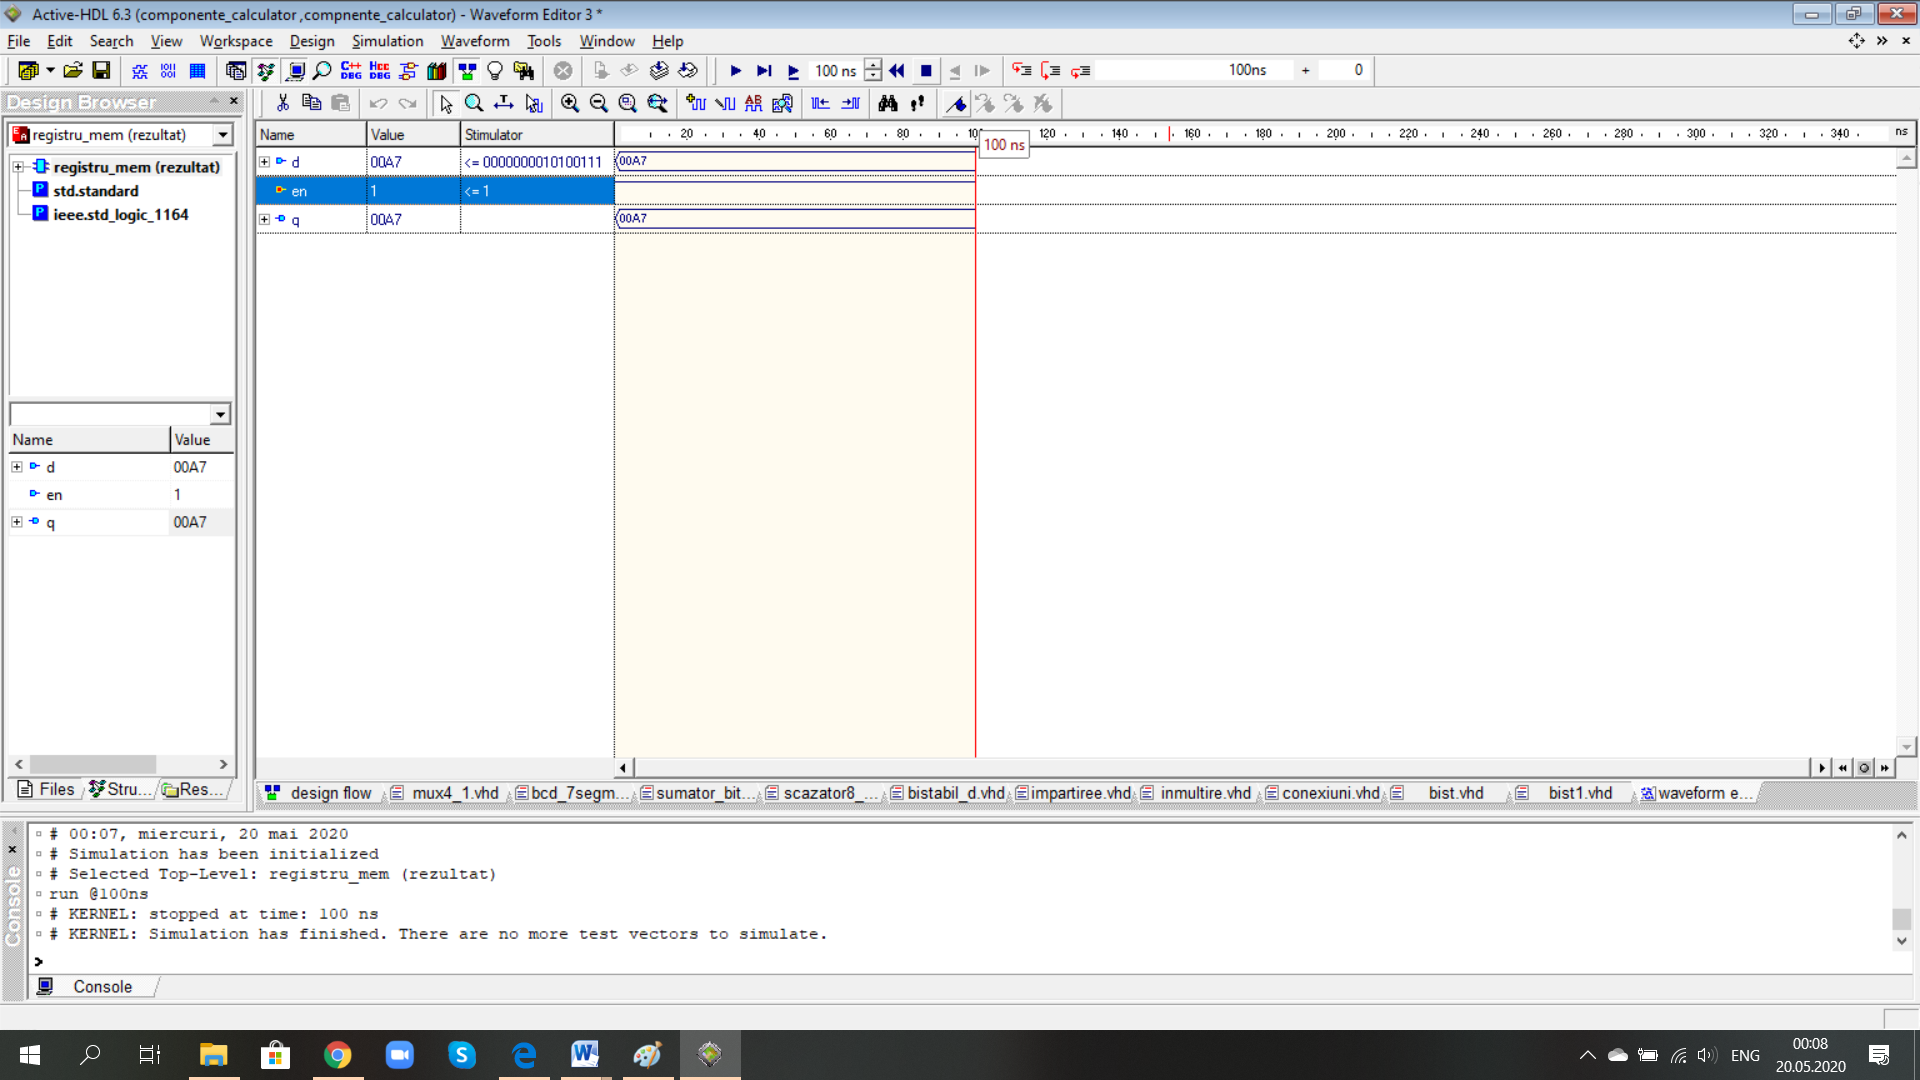 Active-HDL 6.3 (componente_calculator ,compnente_calculator) - Waveform Editor 3 *
File Edit Search View Workspace Design Simulation Waveform Tools Window Help
100 ns 100ns + 0
Design Browser
registru_mem (rezultat)
registru_mem (rezultat)
std.standard
ieee.std_logic_1164
Name Value
d 00A7
en 1
q 00A7
Files Stru... Res...
Name Value Stimulator 20 40 60 80 100 120 140 160 180 200 220 240 260 280 300 320 340 ns
100 ns
d 00A7 <= 0000000010100111 00A7
en 1 <= 1
q 00A7 00A7
design flow mux4_1.vhd bcd_7segm... sumator_bit... scazator8_... bistabil_d.vhd impartiree.vhd inmultire.vhd conexiuni.vhd bist.vhd bist1.vhd waveform e...
# 00:07, miercuri, 20 mai 2020
# Simulation has been initialized
# Selected Top-Level: registru_mem (rezultat)
run @100ns
# KERNEL: stopped at time: 100 ns
# KERNEL: Simulation has finished. There are no more test vectors to simulate.
>
Console
Console
ENG
00:08
20.05.2020